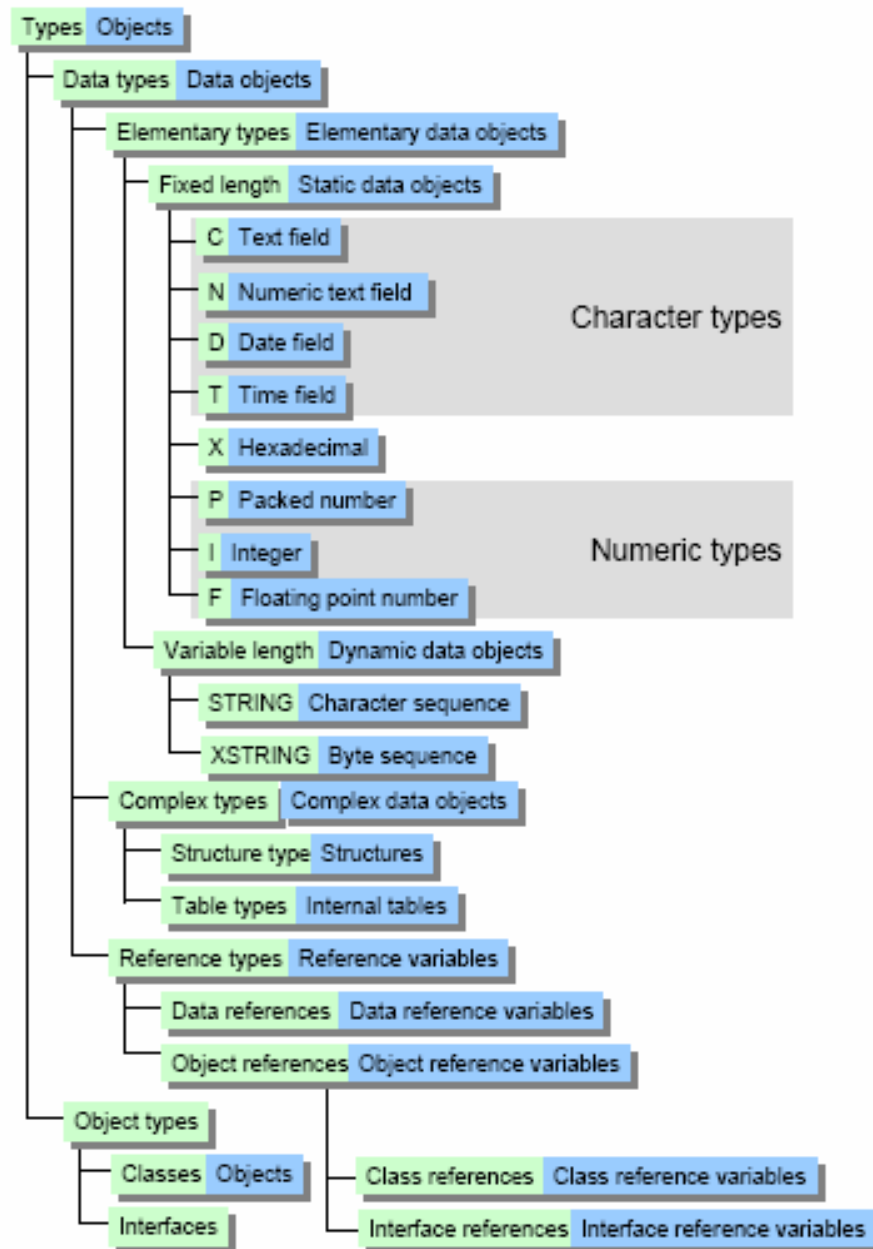 Types Objects
Data types Data objects
Elementary types Elementary data objects
Fixed length Static data objects
C Text field
N Numeric text field
Character types
D Date field
T Time field
X Hexadecimal
P Packed number
I Integer
Numeric types
F Floating point number
Variable length Dynamic data objects
STRING Character sequence
XSTRING Byte sequence
Complex types Complex data objects
Structure type Structures
Table types Internal tables
Reference types Reference variables
Data references Data reference variables
Object references Object reference variables
Object types
Classes Objects
Class references Class reference variables
Interfaces
Interface references Interface reference variables